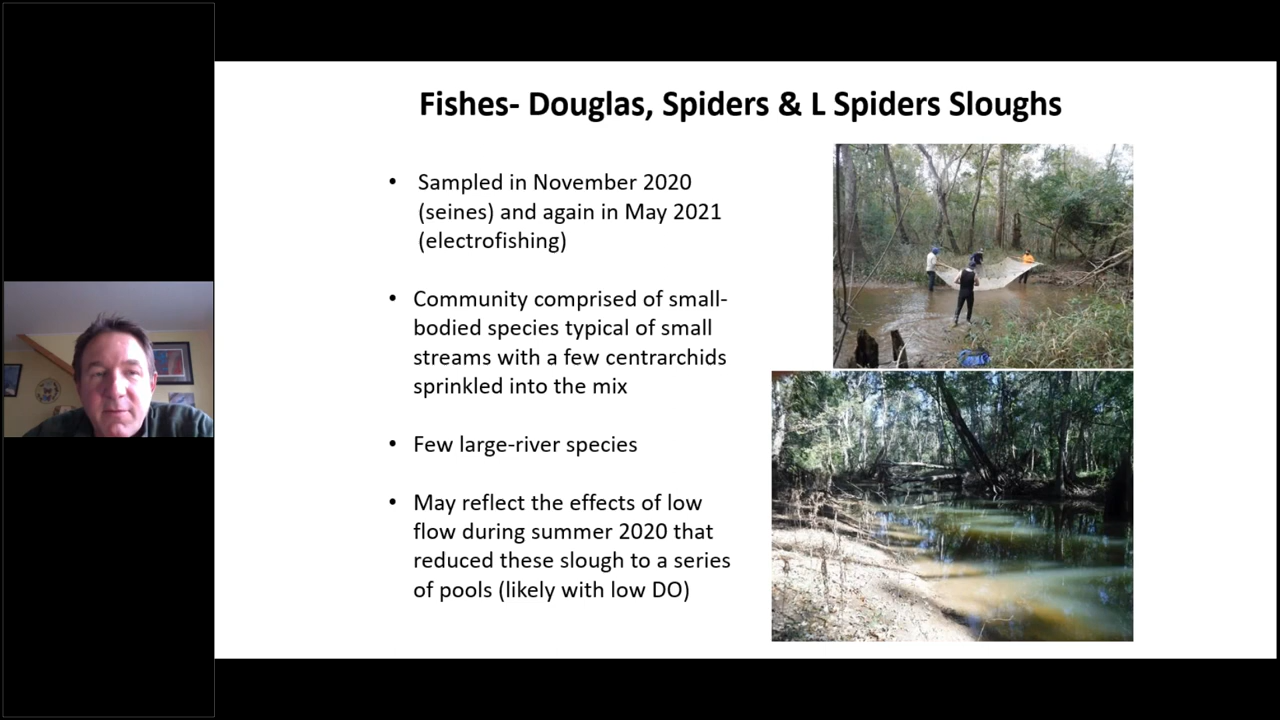 Fishes- Douglas, Spiders & L Spiders Sloughs
• Sampled in November 2020
(seines) and again in May 2021
(electrofishing)
• Community comprised of small-
bodied species typical of small
streams with a few centrarchids
sprinkled into the mix
• Few large-river species
• May reflect the effects of low
flow during summer 2020 that
reduced these slough to a series
of pools (likely with low DO)